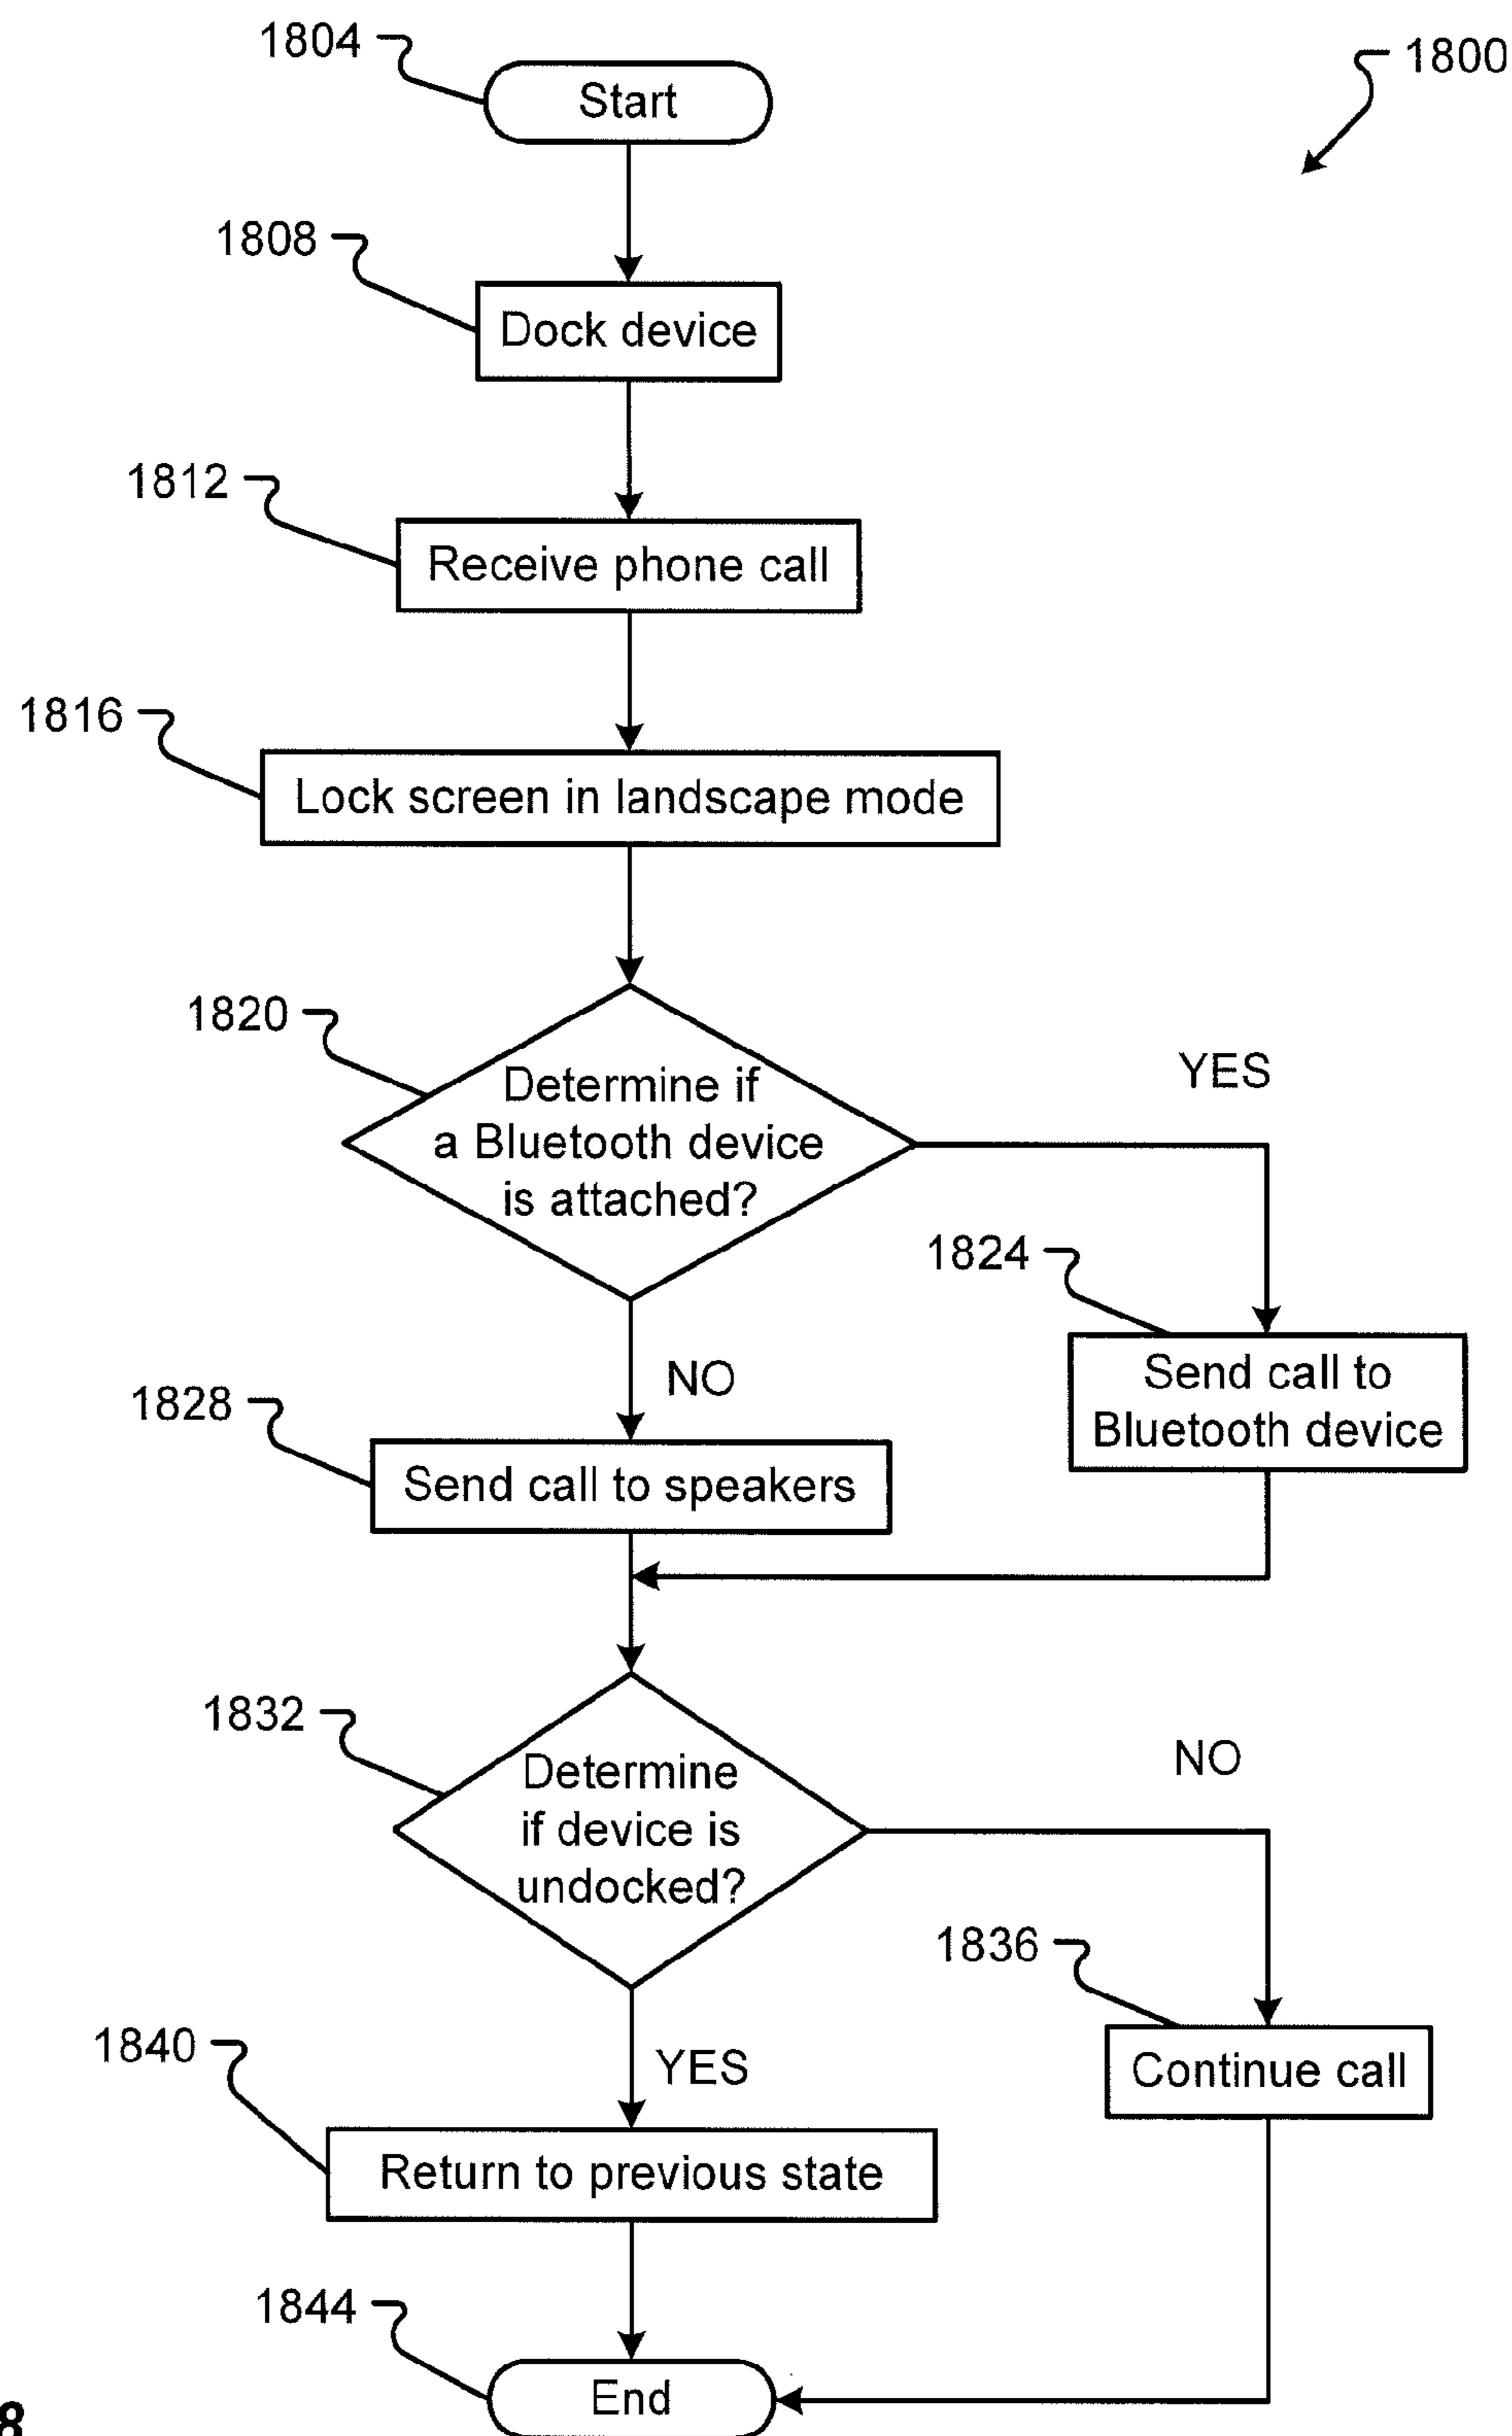 1804
1800
Start
1808
Dock device
1812
Receive phone call
1816
Lock screen in landscape mode
1820
Determine if
a Bluetooth device
is attached?
YES
1824
Send call to
Bluetooth device
NO
1828
Send call to speakers
1832
Determine
if device is
undocked?
NO
1836
Continue call
1840
YES
Return to previous state
1844
End
8